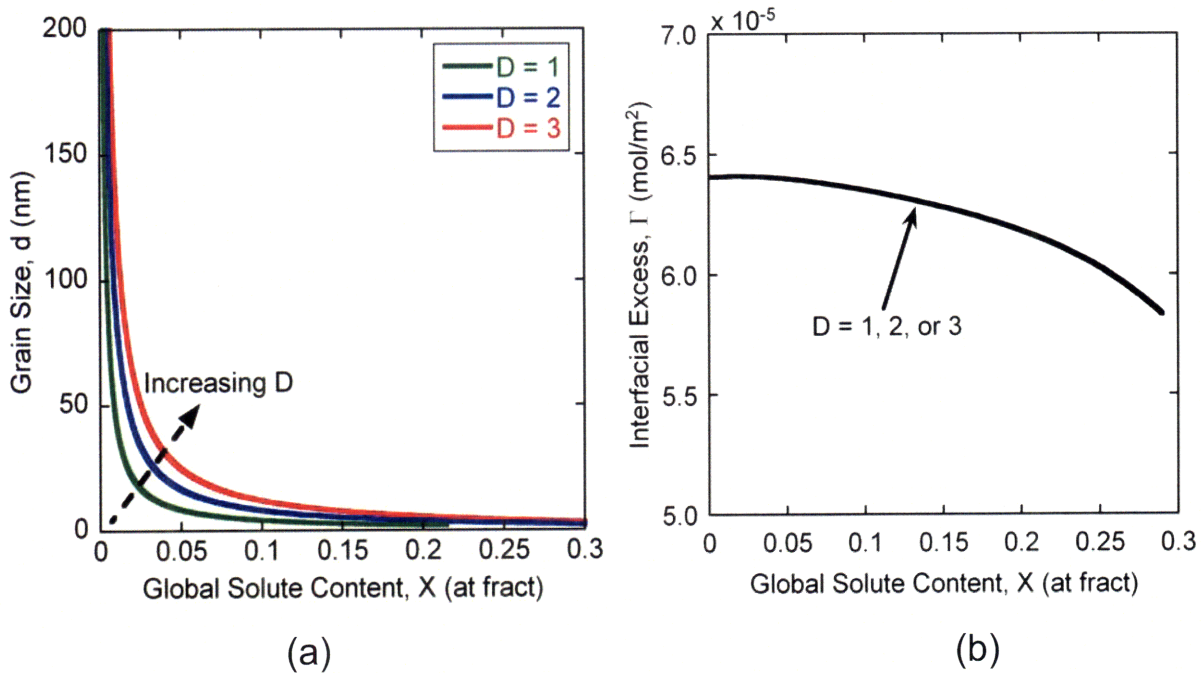 200
150
100
50
0
0
0.05
0.1
0.15
0.2
0.25
0.3
Grain Size, d (nm)
Global Solute Content, X (at fract)
D = 1
D = 2
D = 3
Increasing D
(a)
x 10-5
7.0
6.5
6.0
5.5
5.0
0
0.05
0.1
0.15
0.2
0.25
0.3
Interfacial Excess, Γ (mol/m²)
Global Solute Content, X (at fract)
D = 1, 2, or 3
(b)